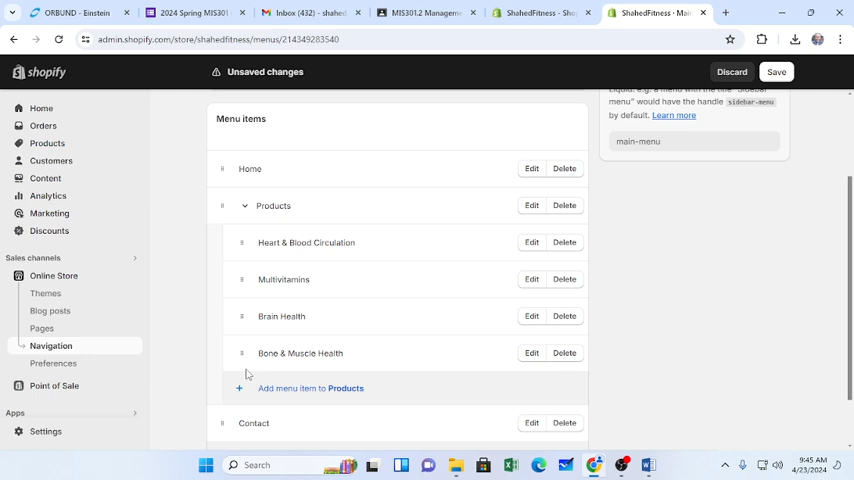 ORBUND - Einstein
2024 Spring MIS301
Inbox (432) - shahed
MIS301.2 Manageme
ShahedFitness - Sho
ShahedFitness · Mai
admin.shopify.com/store/shahedfitness/menus/214349283540
shopify
Unsaved changes
Discard
Save
Home
Orders
Products
Customers
Content
Analytics
Marketing
Discounts
Sales channels
Online Store
Themes
Blog posts
Pages
Navigation
Preferences
Point of Sale
Apps
Settings
Menu items
Home
Edit
Delete
Products
Edit
Delete
Heart & Blood Circulation
Edit
Delete
Multivitamins
Edit
Delete
Brain Health
Edit
Delete
Bone & Muscle Health
Edit
Delete
+ Add menu item to Products
Contact
Edit
Delete
Liquid. e.g. a menu with the title "Sidebar
menu" would have the handle sidebar-menu
by default. Learn more
main-menu
Search
9:45 AM
4/23/2024